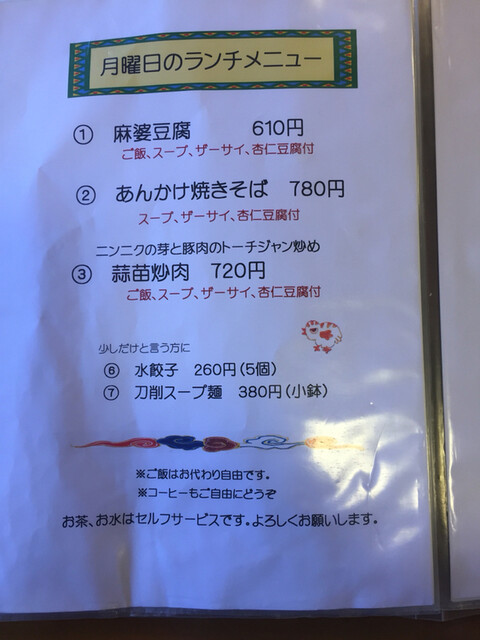 月曜日のランチメニュー
① 麻婆豆腐 610円
ご飯、スープ、ザーサイ、杏仁豆腐付
② あんかけ焼きそば 780円
スープ、ザーサイ、杏仁豆腐付
ニンニクの芽と豚肉のトーチジャン炒め
③ 蒜苗炒肉 720円
ご飯、スープ、ザーサイ、杏仁豆腐付
少しだけと言う方に
⑥ 水餃子 260円(5個)
⑦ 刀削スープ麺 380円(小鉢)
※ご飯はお代わり自由です。
※コーヒーもご自由にどうぞ
お茶、お水はセルフサービスです。よろしくお願いします。